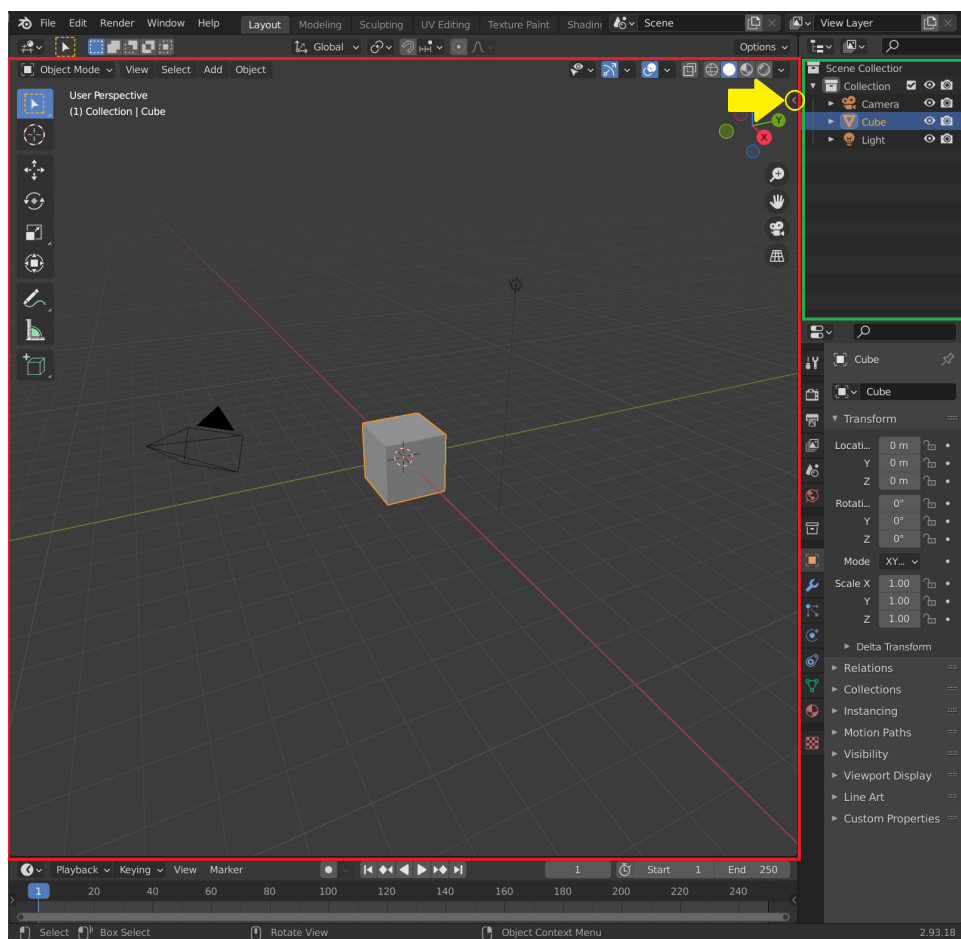 File Edit Render Window Help Layout Modeling Sculpting UV Editing Texture Paint Shading Scene View Layer
Global Options
Object Mode View Select Add Object
User Perspective
(1) Collection | Cube
Y
X
Scene Collectior
Collection
Camera
Cube
Light
Cube
Cube
Transform
Locati... 0 m
Y 0 m
Z 0 m
Rotati... 0°
Y 0°
Z 0°
Mode XY...
Scale X 1.00
Y 1.00
Z 1.00
Delta Transform
Relations
Collections
Instancing
Motion Paths
Visibility
Viewport Display
Line Art
Custom Properties
Playback Keying View Marker 1 Start 1 End 250
1 20 40 60 80 100 120 140 160 180 200 220 240
Select Box Select Rotate View Object Context Menu 2.93.18